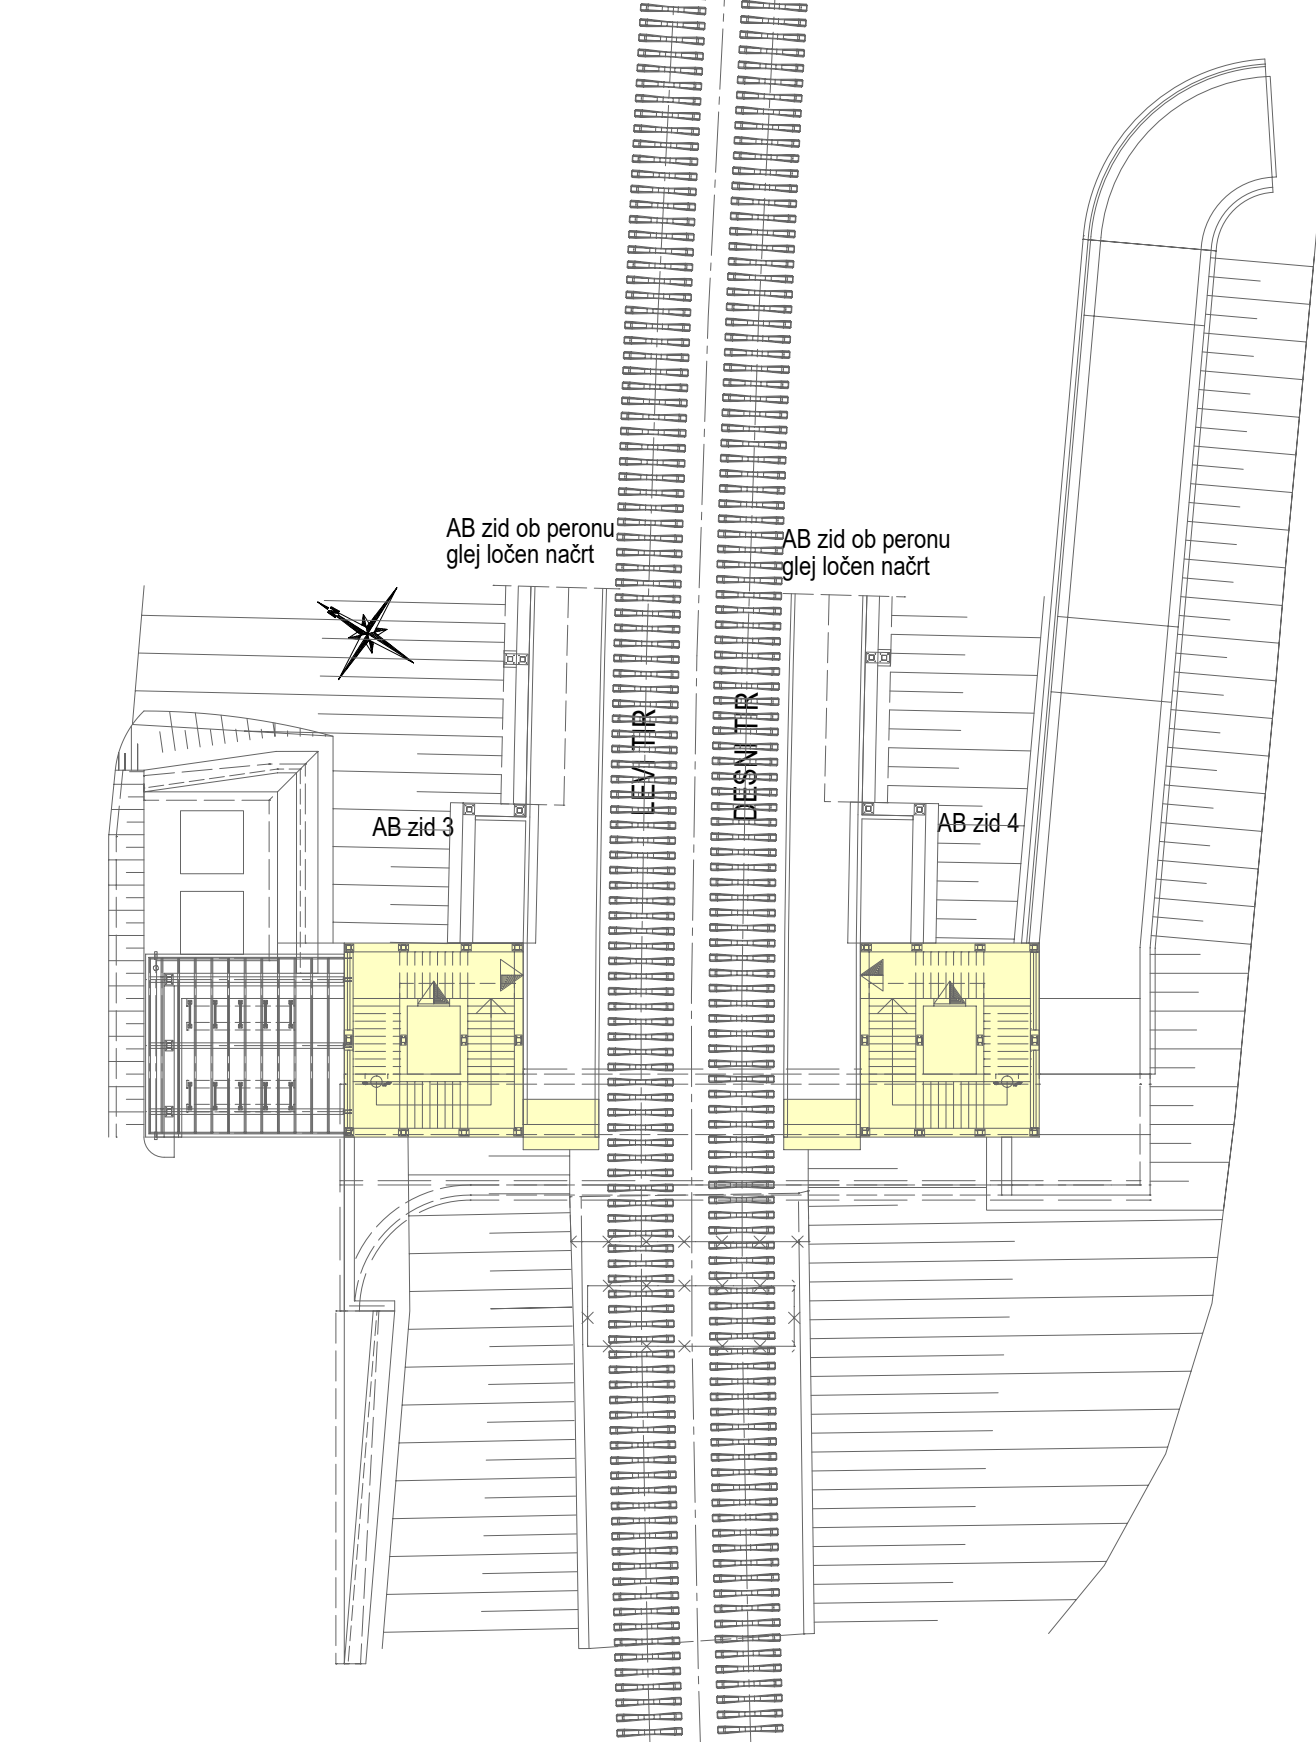 AB zid ob peronu
glej ločen načrt
AB zid ob peronu
glej ločen načrt
LEVI TIR
DESNI TIR
AB zid 3
AB zid 4